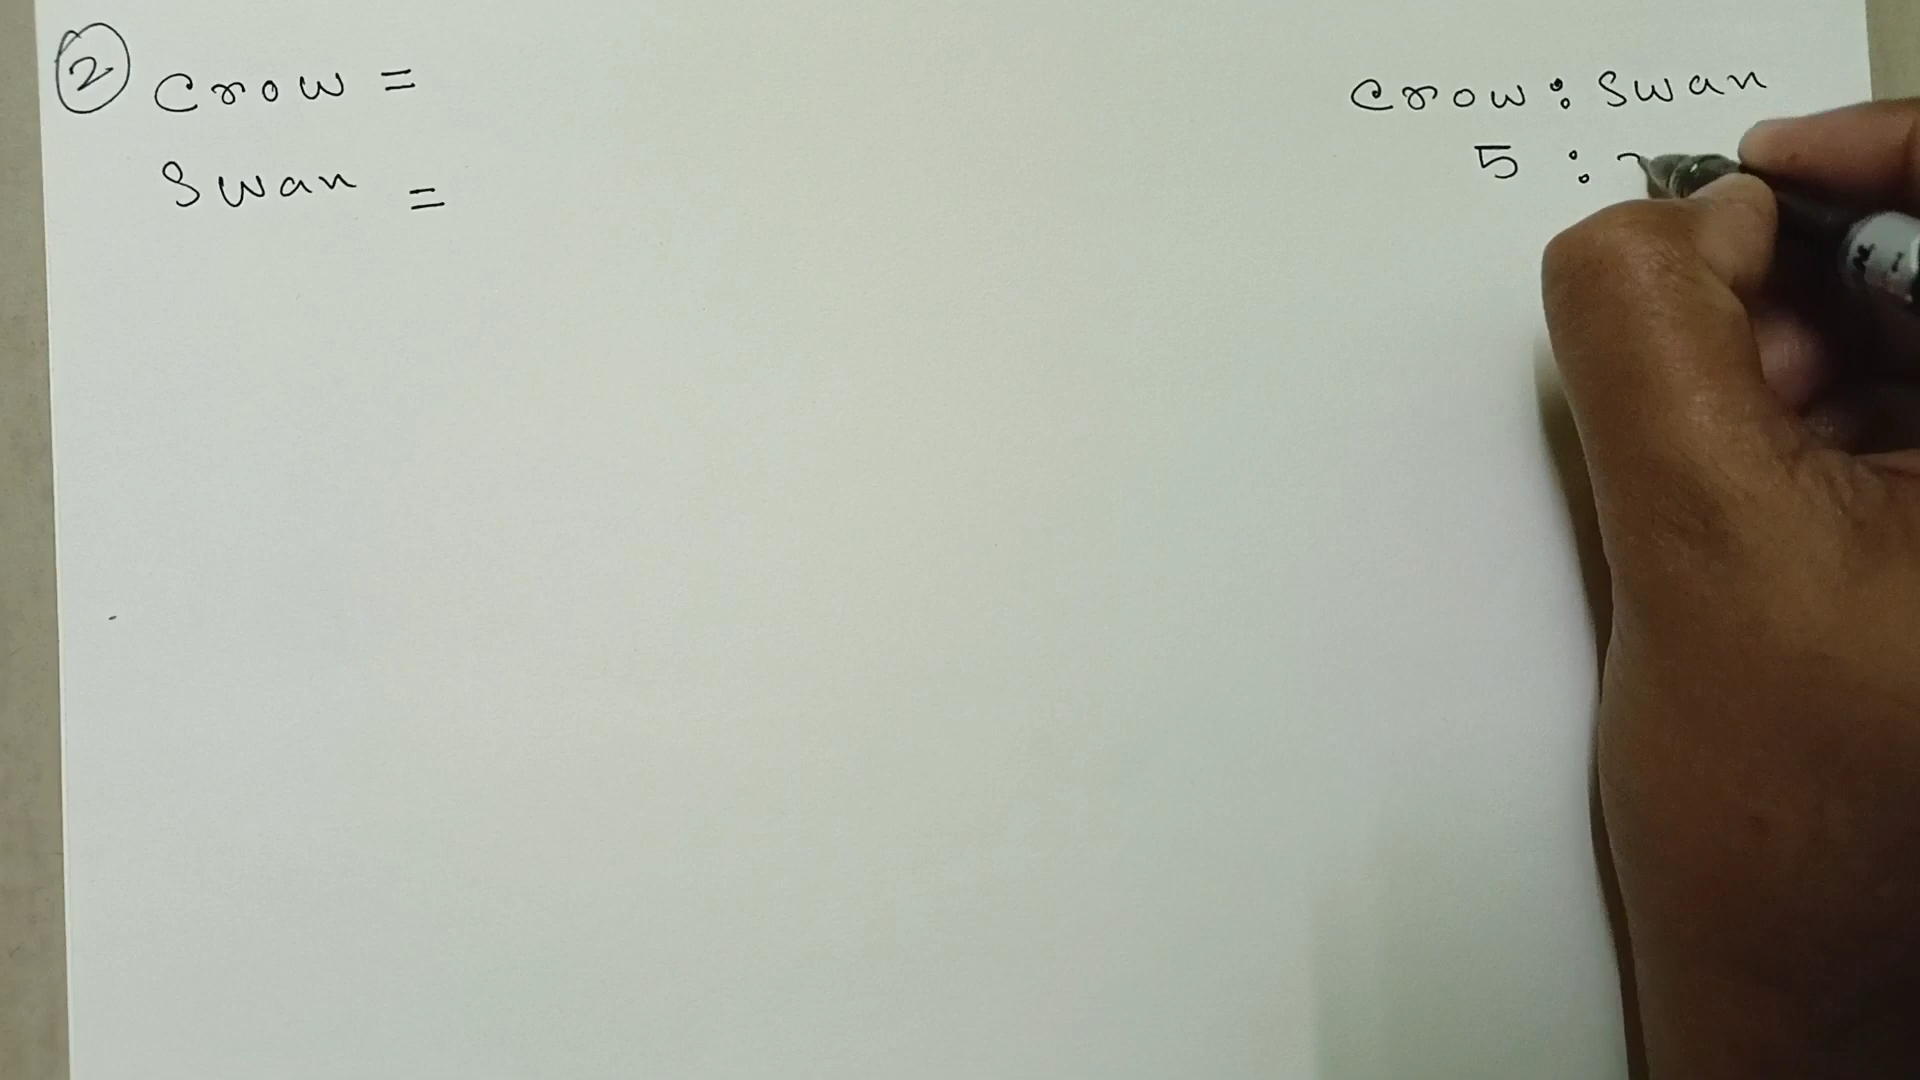 ② Crow =
Swan =
Crow : Swan
5 :